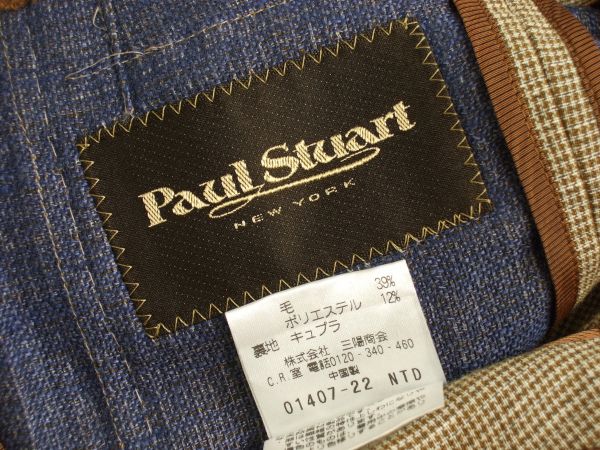 Paul Stuart
NEW YORK
毛 39%
ポリエステル 12%
裏地 キュプラ
株式会社 三陽商会
C.R 室 電話0120-340-460
中国製
01407-22 NTD